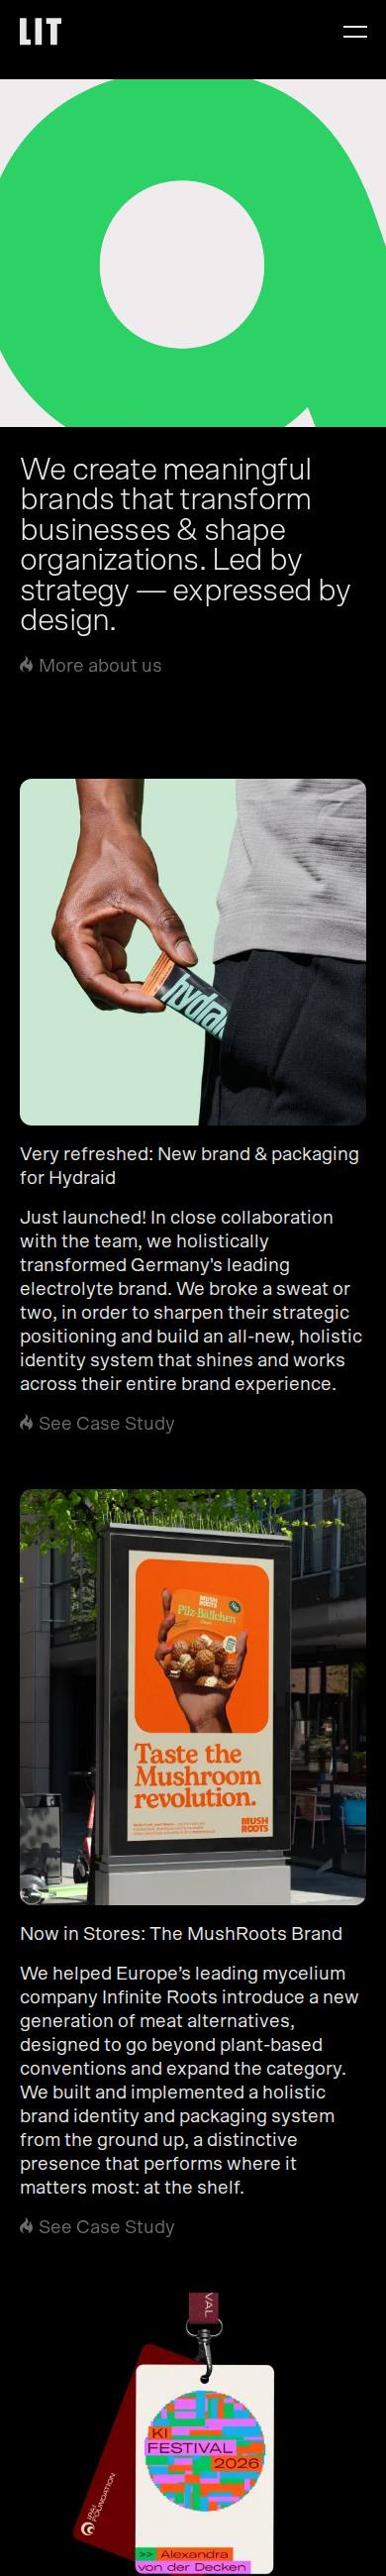 LIT
We create meaningful
brands that transform
businesses & shape
organizations. Led by
strategy — expressed by
design.
More about us
hydrai
Very refreshed: New brand & packaging
for Hydraid
Just launched! In close collaboration
with the team, we holistically
transformed Germany’s leading
electrolyte brand. We broke a sweat or
two, in order to sharpen their strategic
positioning and build an all-new, holistic
identity system that shines and works
across their entire brand experience.
See Case Study
MUSH
ROOTS
Pilz-Bällchen
Taste the
Mushroom
revolution.
MUSH
ROOTS
Now in Stores: The MushRoots Brand
We helped Europe’s leading mycelium
company Infinite Roots introduce a new
generation of meat alternatives,
designed to go beyond plant-based
conventions and expand the category.
We built and implemented a holistic
brand identity and packaging system
from the ground up, a distinctive
presence that performs where it
matters most: at the shelf.
See Case Study
VAL
KI
FESTIVAL
2026
FOUNDATION
>> Alexandra
von der Decken